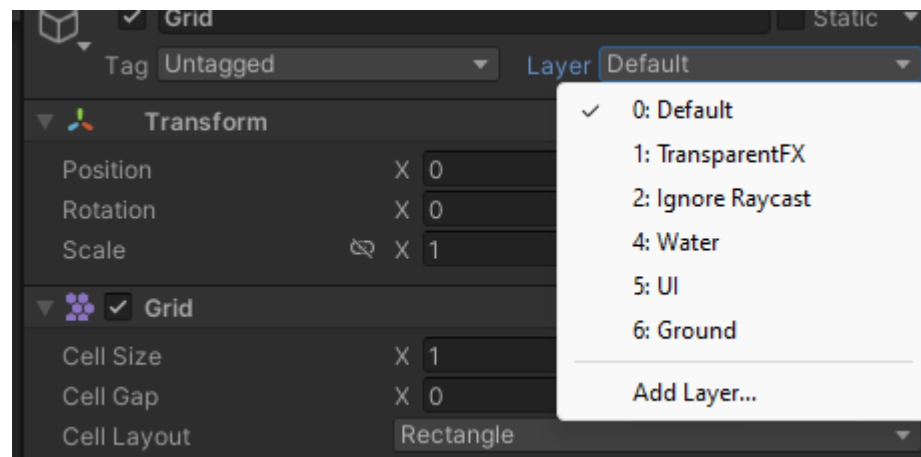 Grid Static
Tag Untagged Layer Default
0: Default
1: TransparentFX
2: Ignore Raycast
4: Water
5: UI
6: Ground
Add Layer...
Transform
Position X 0
Rotation X 0
Scale X 1
Grid
Cell Size X 1
Cell Gap X 0
Cell Layout Rectangle